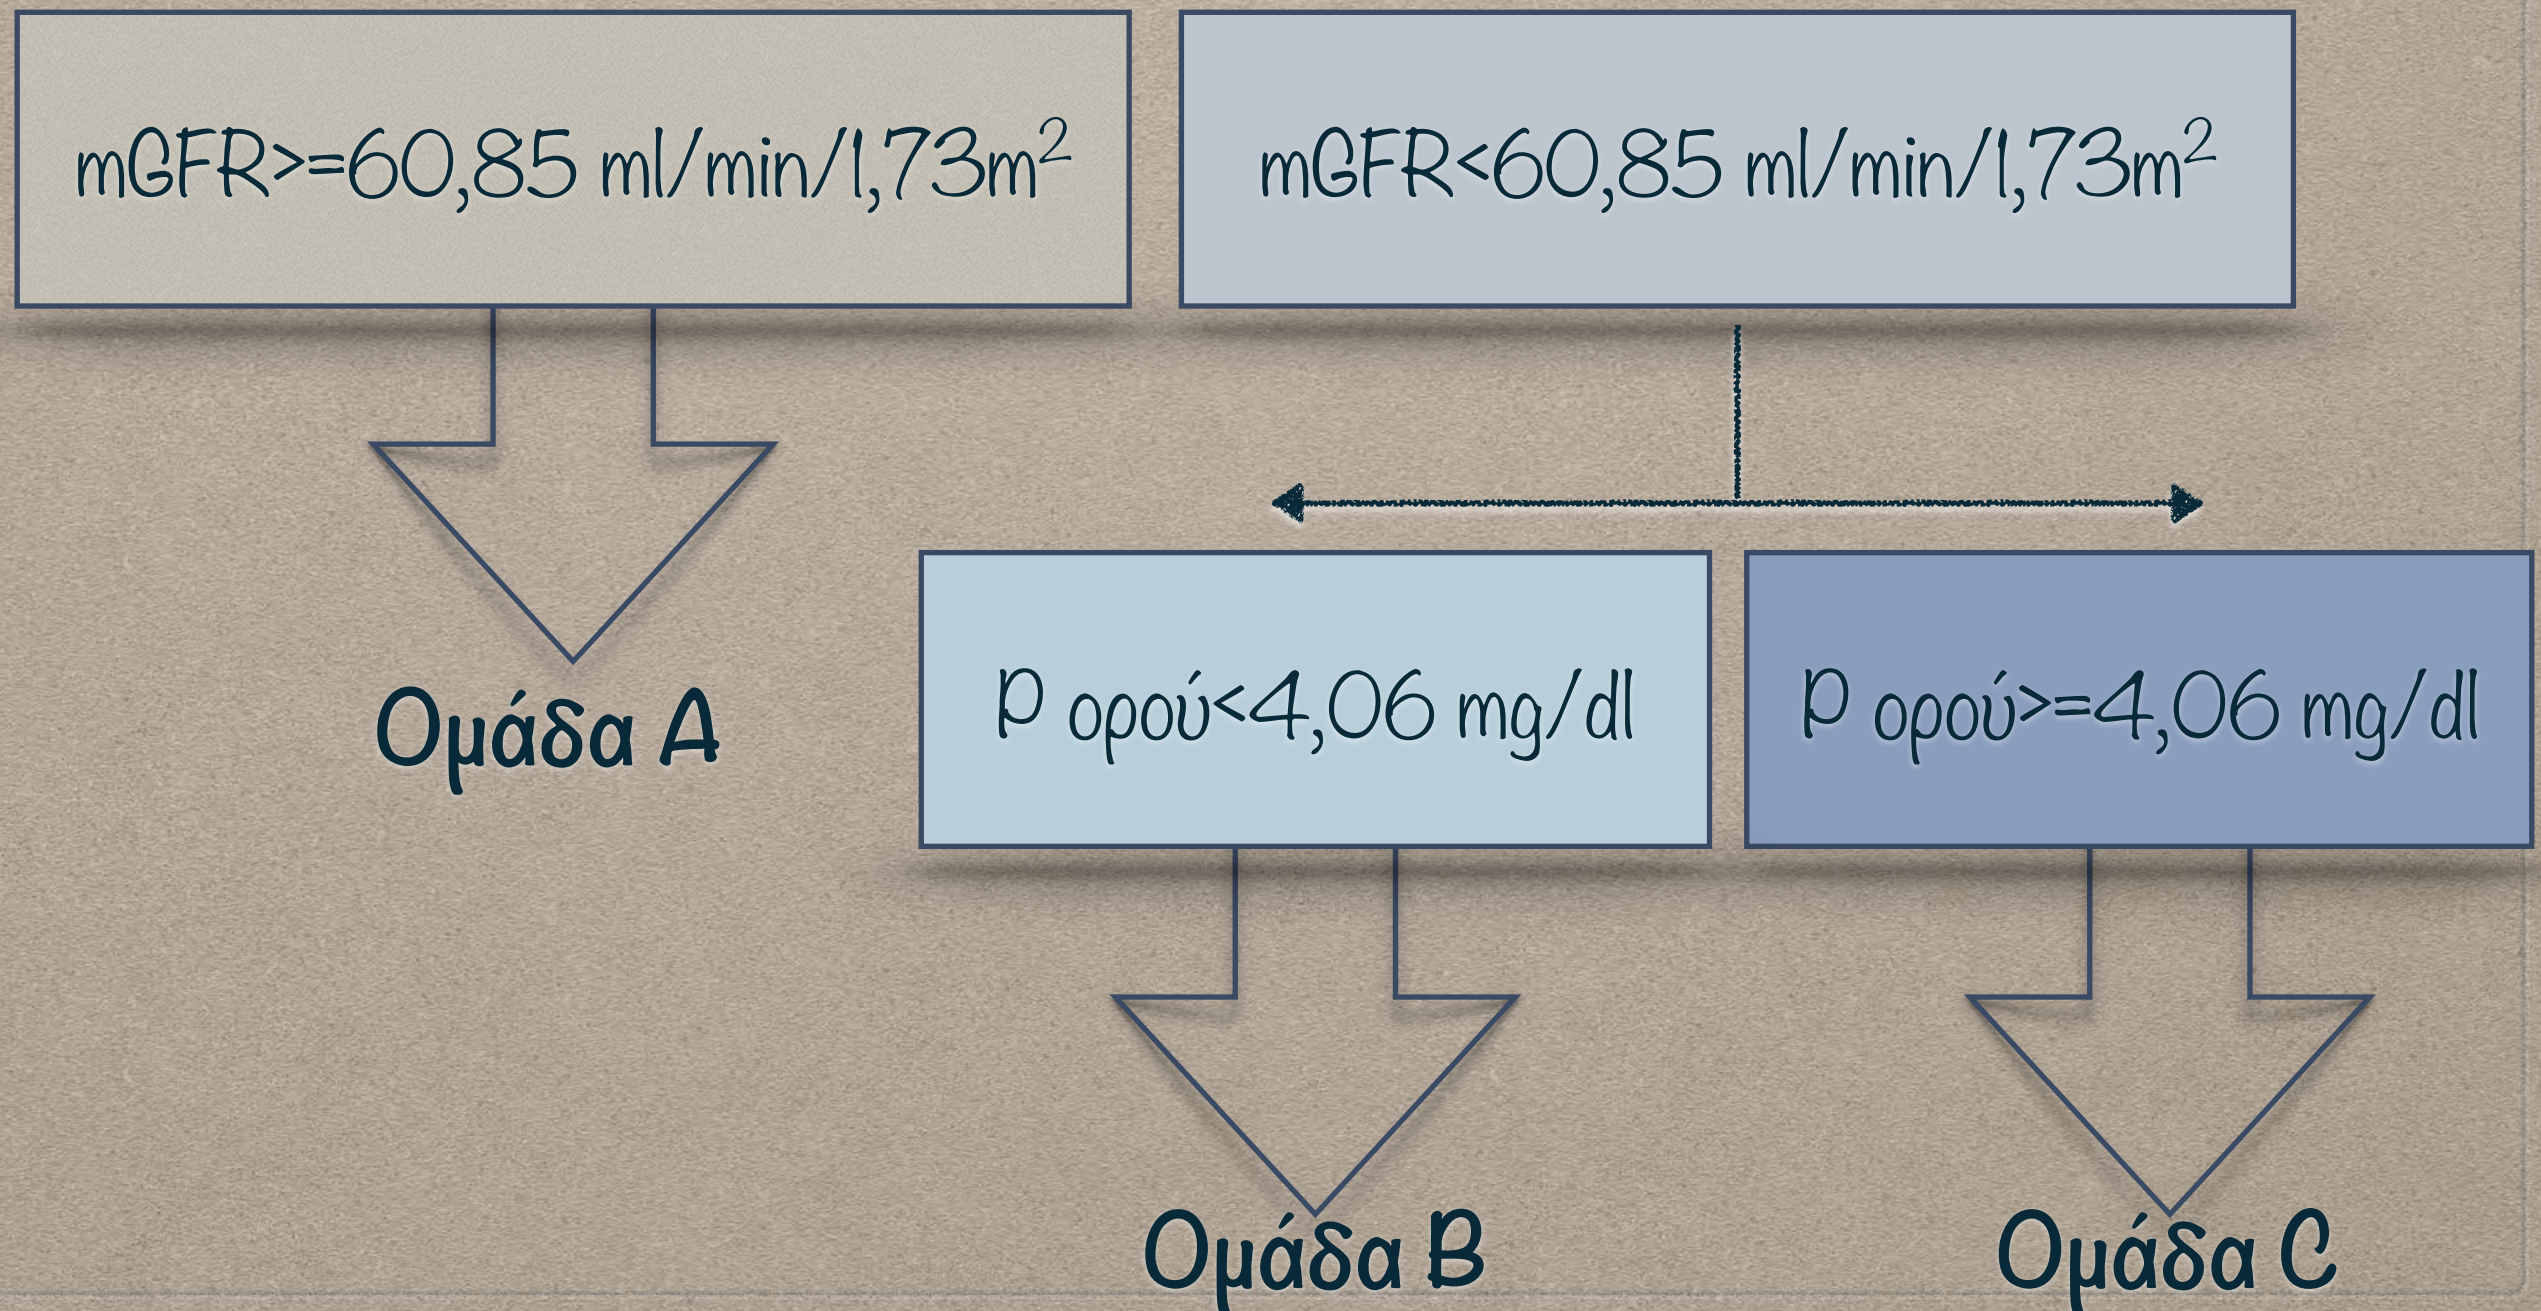 mGFR>=60,85 ml/min/1,73m²
mGFR<60,85 ml/min/1,73m²
P ορού<4,06 mg/dl
P ορού>=4,06 mg/dl
Ομάδα A
Ομάδα B
Ομάδα C